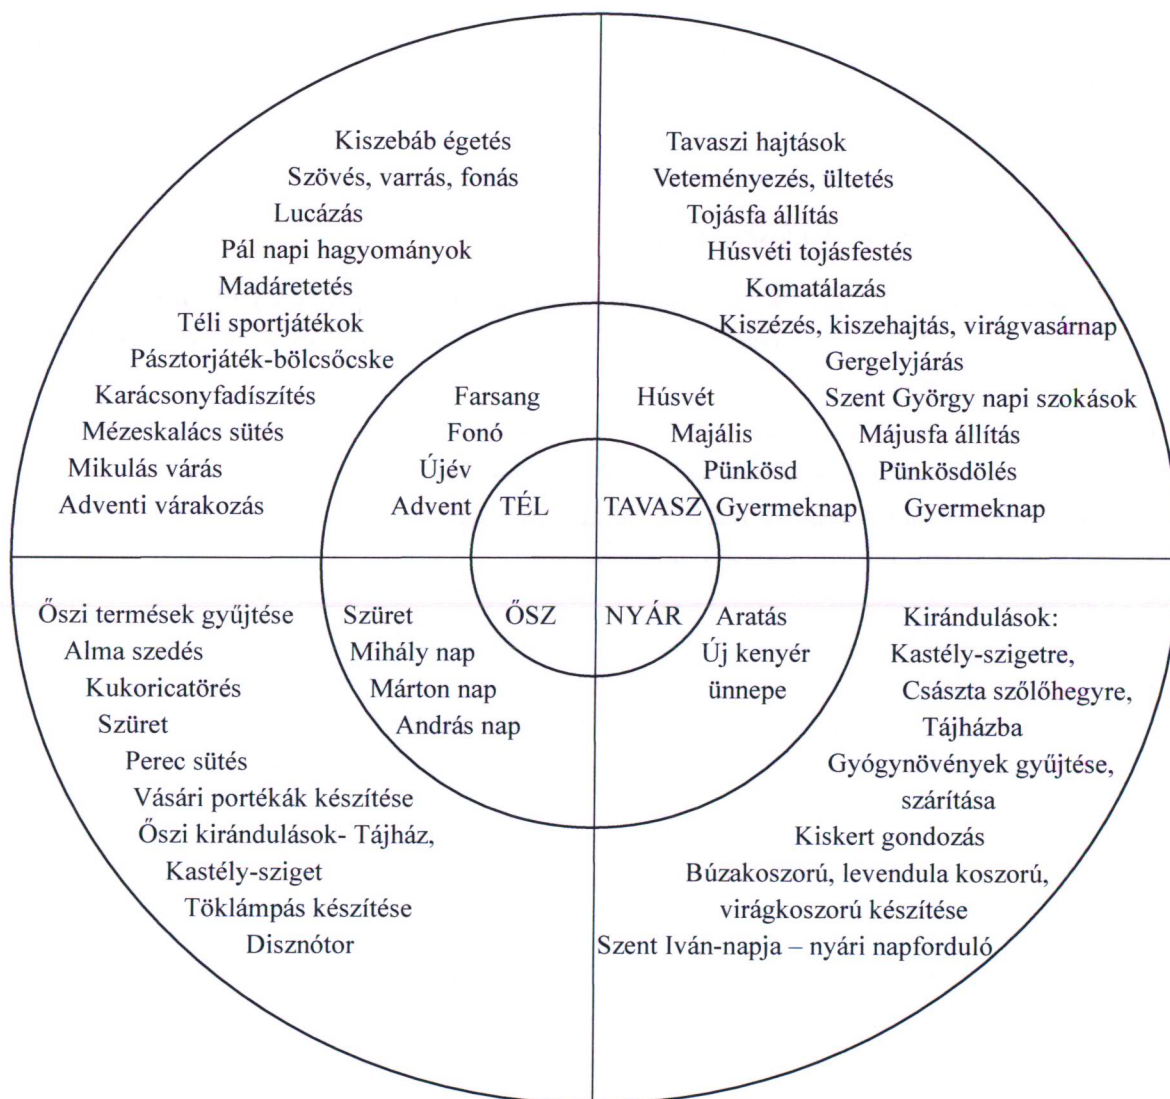 Kiszebáb égetés
Szövés, varrás, fonás
Lucázás
Pál napi hagyományok
Madáretetés
Téli sportjátékok
Pásztorjáték-bölcsőcske
Karácsonyfadíszítés
Mézeskalács sütés
Mikulás várás
Adventi várakozás
Farsang
Fonó
Újév
Advent
TÉL
Tavaszi hajtások
Veteményezés, ültetés
Tojásfa állítás
Húsvéti tojásfestés
Komatálazás
Kiszézés, kiszehajtás, virágvasárnap
Gergelyjárás
Szent György napi szokások
Májusfa állítás
Pünkösdölés
Gyermeknap
Húsvét
Majális
Pünkösd
Gyermeknap
TAVASZ
Őszi termések gyűjtése
Alma szedés
Kukoricatörés
Szüret
Perec sütés
Vásári portékák készítése
Őszi kirándulások- Tájház,
Kastély-sziget
Töklámpás készítése
Disznótor
Szüret
Mihály nap
Márton nap
András nap
ŐSZ
NYÁR
Aratás
Új kenyér
ünnepe
Kirándulások:
Kastély-szigetre,
Császta szőlőhegyre,
Tájházba
Gyógynövények gyűjtése,
szárítása
Kiskert gondozás
Búzakoszorú, levendula koszorú,
virágkoszorú készítése
Szent Iván-napja – nyári napforduló